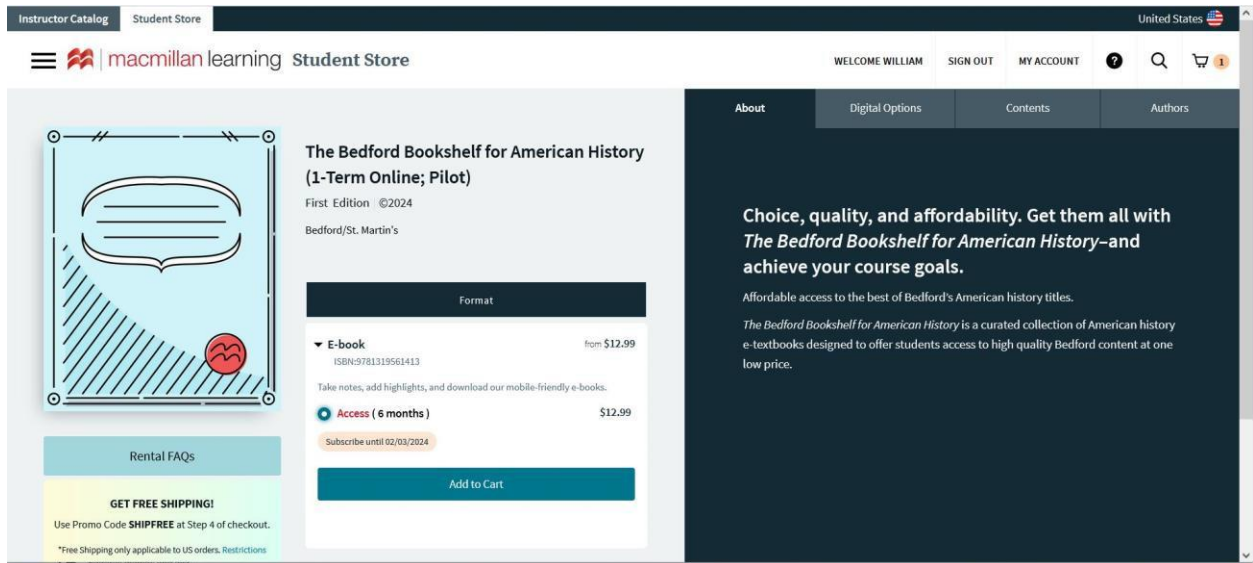 Instructor Catalog Student Store United States
macmillan learning Student Store WELCOME WILLIAM SIGN OUT MY ACCOUNT ? 1
About Digital Options Contents Authors
The Bedford Bookshelf for American History
(1-Term Online; Pilot)
First Edition ©2024
Bedford/St. Martin's
Format
E-book from $12.99
ISBN:9781319561413
Take notes, add highlights, and download our mobile-friendly e-books.
Access ( 6 months ) $12.99
Subscribe until 02/03/2024
Add to Cart
Rental FAQs
GET FREE SHIPPING!
Use Promo Code SHIPFREE at Step 4 of checkout.
*Free Shipping only applicable to US orders. Restrictions
Choice, quality, and affordability. Get them all with
The Bedford Bookshelf for American History–and
achieve your course goals.
Affordable access to the best of Bedford's American history titles.
The Bedford Bookshelf for American History is a curated collection of American history
e-textbooks designed to offer students access to high quality Bedford content at one
low price.